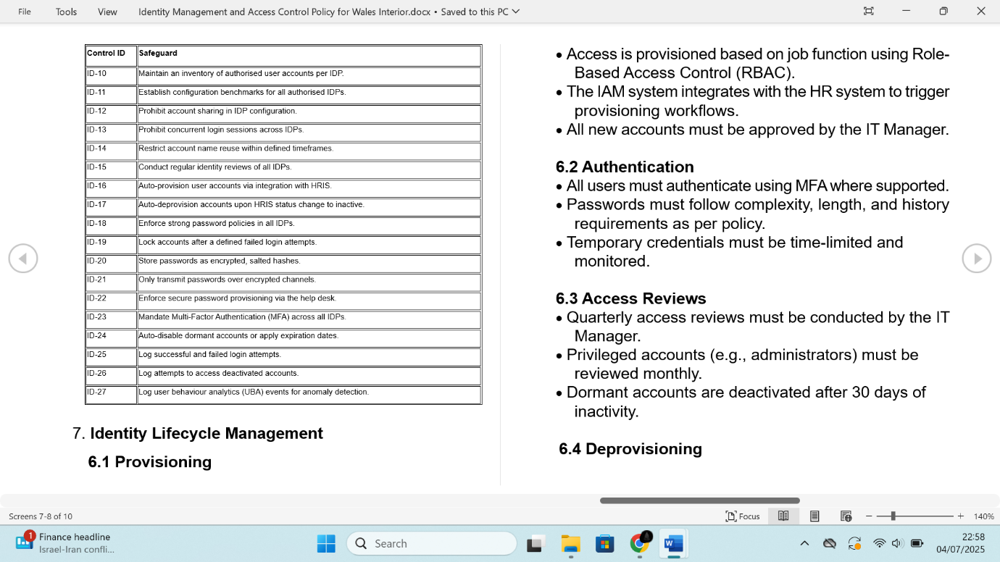 File Tools View Identity Management and Access Control Policy for Wales Interior.docx • Saved to this PC
Control ID Safeguard
ID-10 Maintain an inventory of authorised user accounts per IDP.
ID-11 Establish configuration benchmarks for all authorised IDPs.
ID-12 Prohibit account sharing in IDP configuration.
ID-13 Prohibit concurrent login sessions across IDPs.
ID-14 Restrict account name reuse within defined timeframes.
ID-15 Conduct regular identity reviews of all IDPs.
ID-16 Auto-provision user accounts via integration with HRIS.
ID-17 Auto-deprovision accounts upon HRIS status change to inactive.
ID-18 Enforce strong password policies in all IDPs.
ID-19 Lock accounts after a defined failed login attempts.
ID-20 Store passwords as encrypted, salted hashes.
ID-21 Only transmit passwords over encrypted channels.
ID-22 Enforce secure password provisioning via the help desk.
ID-23 Mandate Multi-Factor Authentication (MFA) across all IDPs.
ID-24 Auto-disable dormant accounts or apply expiration dates.
ID-25 Log successful and failed login attempts.
ID-26 Log attempts to access deactivated accounts.
ID-27 Log user behaviour analytics (UBA) events for anomaly detection.
7. Identity Lifecycle Management
6.1 Provisioning
• Access is provisioned based on job function using Role-
Based Access Control (RBAC).
• The IAM system integrates with the HR system to trigger
provisioning workflows.
• All new accounts must be approved by the IT Manager.
6.2 Authentication
• All users must authenticate using MFA where supported.
• Passwords must follow complexity, length, and history
requirements as per policy.
• Temporary credentials must be time-limited and
monitored.
6.3 Access Reviews
• Quarterly access reviews must be conducted by the IT
Manager.
• Privileged accounts (e.g., administrators) must be
reviewed monthly.
• Dormant accounts are deactivated after 30 days of
inactivity.
6.4 Deprovisioning
Screens 7-8 of 10 Focus 140%
1 Finance headline
Israel-Iran confli...
Search
22:58
04/07/2025